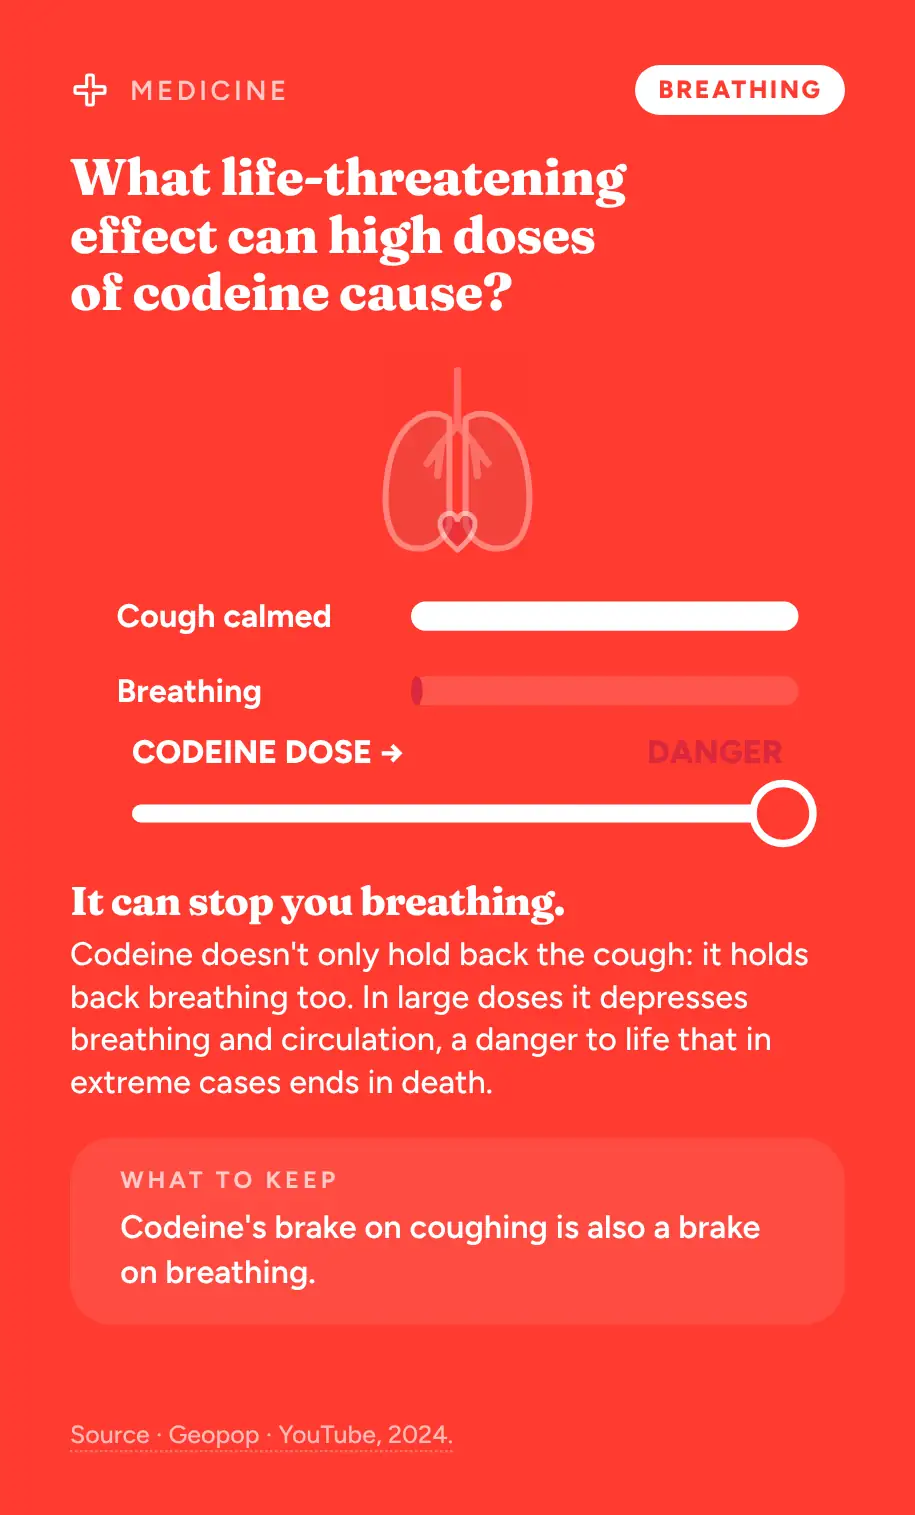 MEDICINE
BREATHING
What life-threatening
effect can high doses
of codeine cause?
Cough calmed
Breathing
CODEINE DOSE →
DANGER
It can stop you breathing.
Codeine doesn't only hold back the cough: it holds
back breathing too. In large doses it depresses
breathing and circulation, a danger to life that in
extreme cases ends in death.
WHAT TO KEEP
Codeine's brake on coughing is also a brake
on breathing.
Source · Geopop · YouTube, 2024.